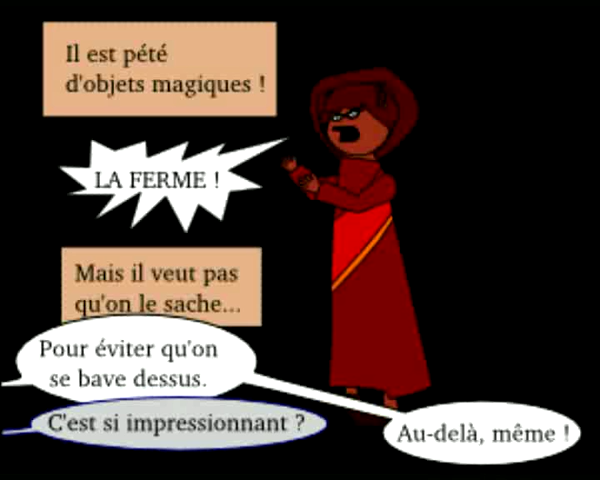 Il est pété
d'objets magiques !
LA FERME !
Mais il veut pas
qu'on le sache...
Pour éviter qu'on
se bave dessus.
C'est si impressionnant ?
Au-delà, même !